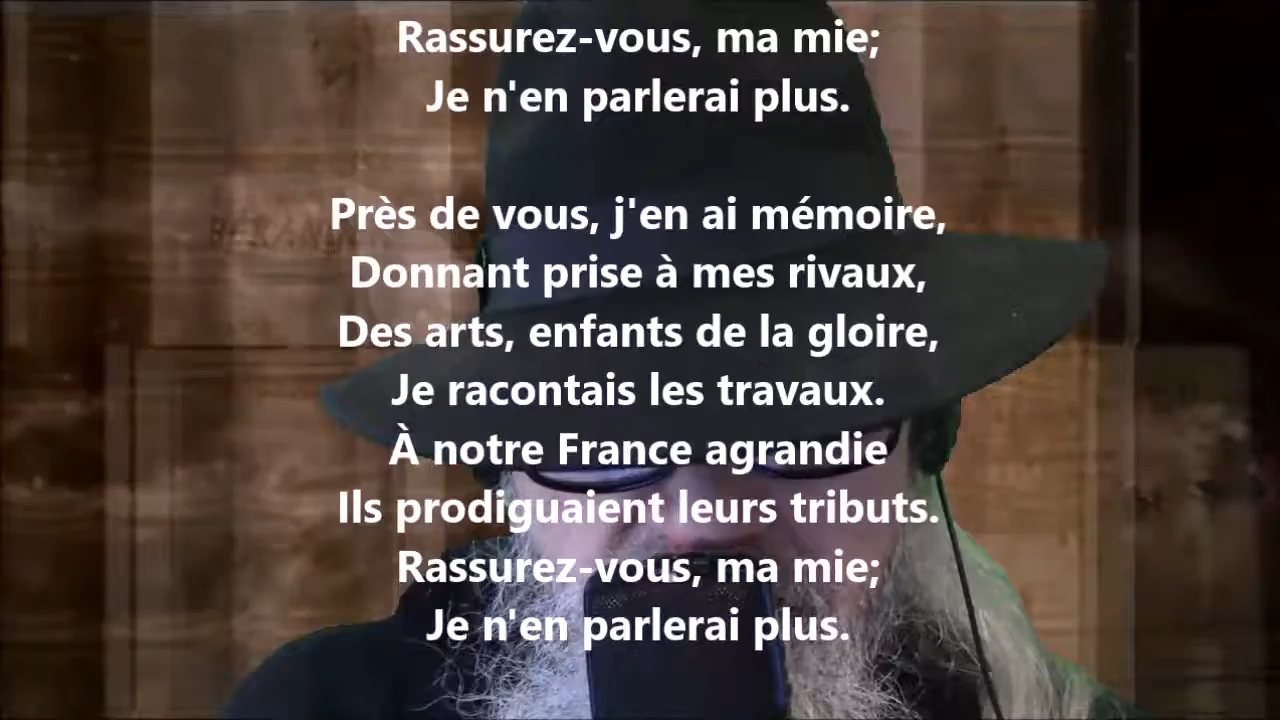 Rassurez-vous, ma mie;
Je n'en parlerai plus.
Près de vous, j'en ai mémoire,
Donnant prise à mes rivaux,
Des arts, enfants de la gloire,
Je racontais les travaux.
À notre France agrandie
Ils prodiguaient leurs tributs.
Rassurez-vous, ma mie;
Je n'en parlerai plus.